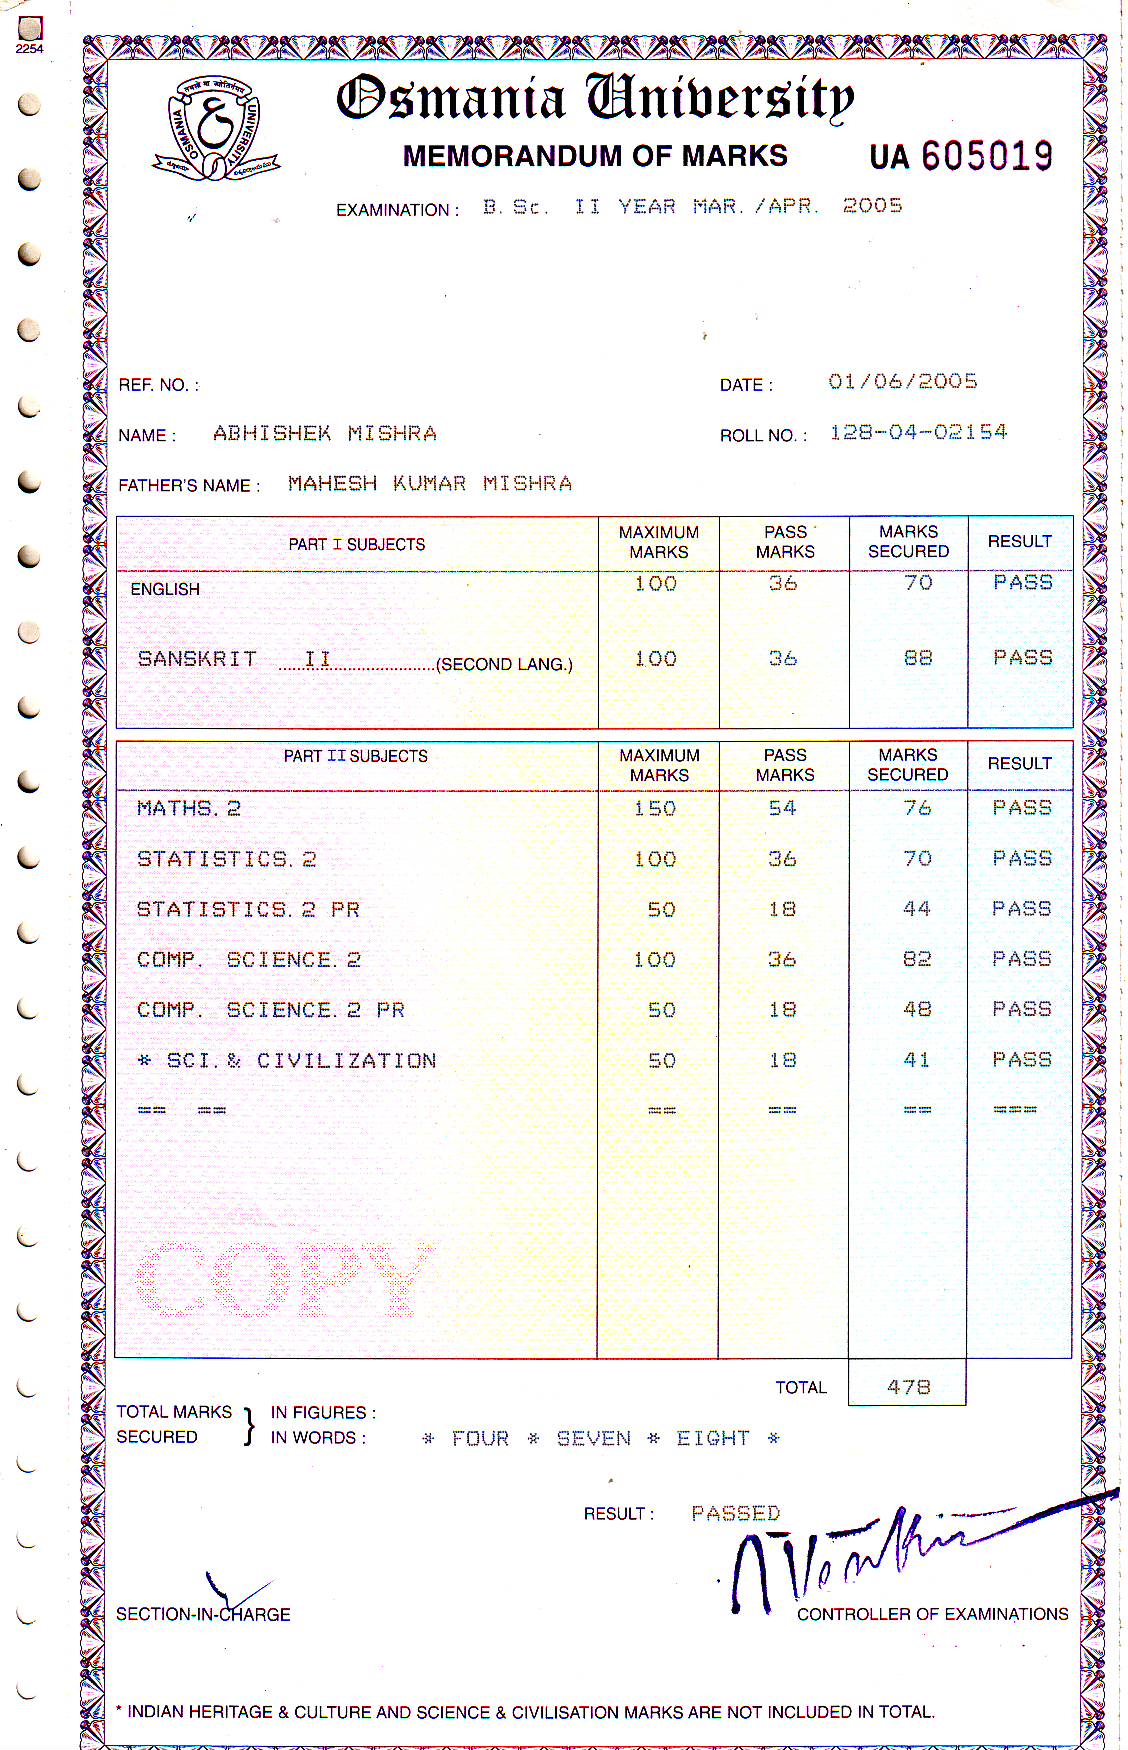 2254
Osmania University
OSMANIA UNIVERSITY
MEMORANDUM OF MARKS UA 605019
EXAMINATION : B.Sc. II YEAR MAR./APR. 2005
REF. NO. : DATE : 01/06/2005
NAME : ABHISHEK MISHRA ROLL NO. : 128-04-02154
FATHER'S NAME : MAHESH KUMAR MISHRA
PART I SUBJECTS MAXIMUM MARKS PASS MARKS MARKS SECURED RESULT
ENGLISH 100 36 70 PASS
SANSKRIT II (SECOND LANG.) 100 36 88 PASS
PART II SUBJECTS MAXIMUM MARKS PASS MARKS MARKS SECURED RESULT
MATHS.2 150 54 76 PASS
STATISTICS.2 100 36 70 PASS
STATISTICS.2 PR 50 18 44 PASS
COMP. SCIENCE.2 100 36 82 PASS
COMP. SCIENCE.2 PR 50 18 48 PASS
* SCI.& CIVILIZATION 50 18 41 PASS
== == == == == ===
COPY
TOTAL 478
TOTAL MARKS SECURED } IN FIGURES :
IN WORDS : * FOUR * SEVEN * EIGHT *
RESULT : PASSED
SECTION-IN-CHARGE CONTROLLER OF EXAMINATIONS
* INDIAN HERITAGE & CULTURE AND SCIENCE & CIVILISATION MARKS ARE NOT INCLUDED IN TOTAL.